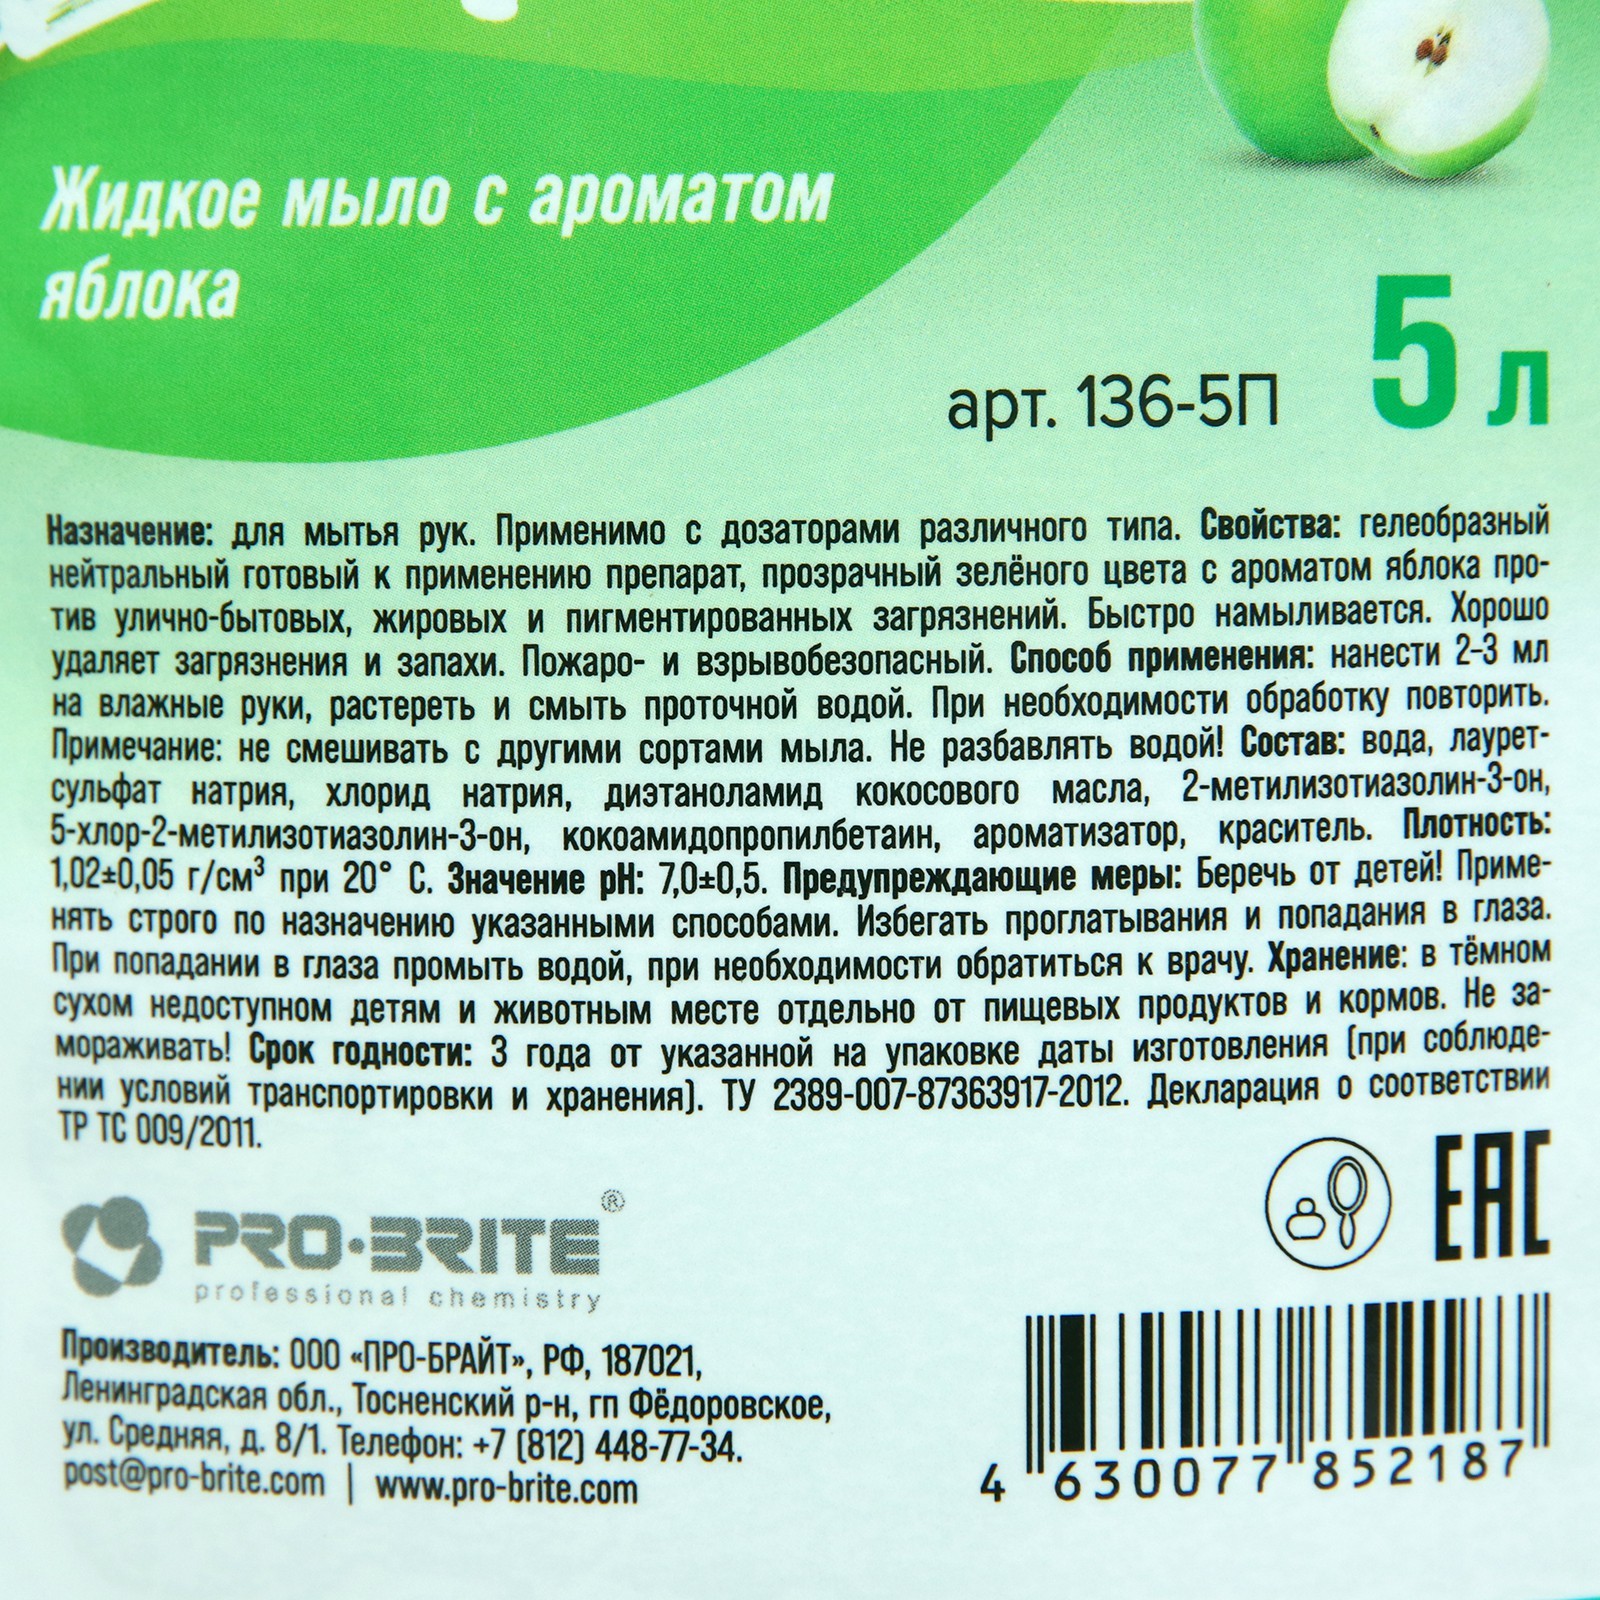 Жидкое мыло с ароматом
яблока
5 л
арт. 136-5П
Назначение: для мытья рук. Применимо с дозаторами различного типа. Свойства: гелеобразный
нейтральный готовый к применению препарат, прозрачный зелёного цвета с ароматом яблока про-
тив улично-бытовых, жировых и пигментированных загрязнений. Быстро намыливается. Хорошо
удаляет загрязнения и запахи. Пожаро- и взрывобезопасный. Способ применения: нанести 2-3 мл
на влажные руки, растереть и смыть проточной водой. При необходимости обработку повторить.
Примечание: не смешивать с другими сортами мыла. Не разбавлять водой! Состав: вода, лаурет-
сульфат натрия, хлорид натрия, диэтаноламид кокосового масла, 2-метилизотиазолин-3-он,
5-хлор-2-метилизотиазолин-3-он, кокоамидопропилбетаин, ароматизатор, краситель. Плотность:
1,02±0,05 г/см³ при 20° С. Значение pH: 7,0±0,5. Предупреждающие меры: Беречь от детей! Приме-
нять строго по назначению указанными способами. Избегать проглатывания и попадания в глаза.
При попадании в глаза промыть водой, при необходимости обратиться к врачу. Хранение: в тёмном
сухом недоступном детям и животным месте отдельно от пищевых продуктов и кормов. Не за-
мораживать! Срок годности: 3 года от указанной на упаковке даты изготовления (при соблюде-
нии условий транспортировки и хранения). ТУ 2389-007-87363917-2012. Декларация о соответствии
ТР ТС 009/2011.
EAC
PRO·BRITE®
professional chemistry
Производитель: ООО «ПРО-БРАЙТ», РФ, 187021,
Ленинградская обл., Тосненский р-н, гп Фёдоровское,
ул. Средняя, д. 8/1. Телефон: +7 (812) 448-77-34.
post@pro-brite.com | www.pro-brite.com
4 630077 852187